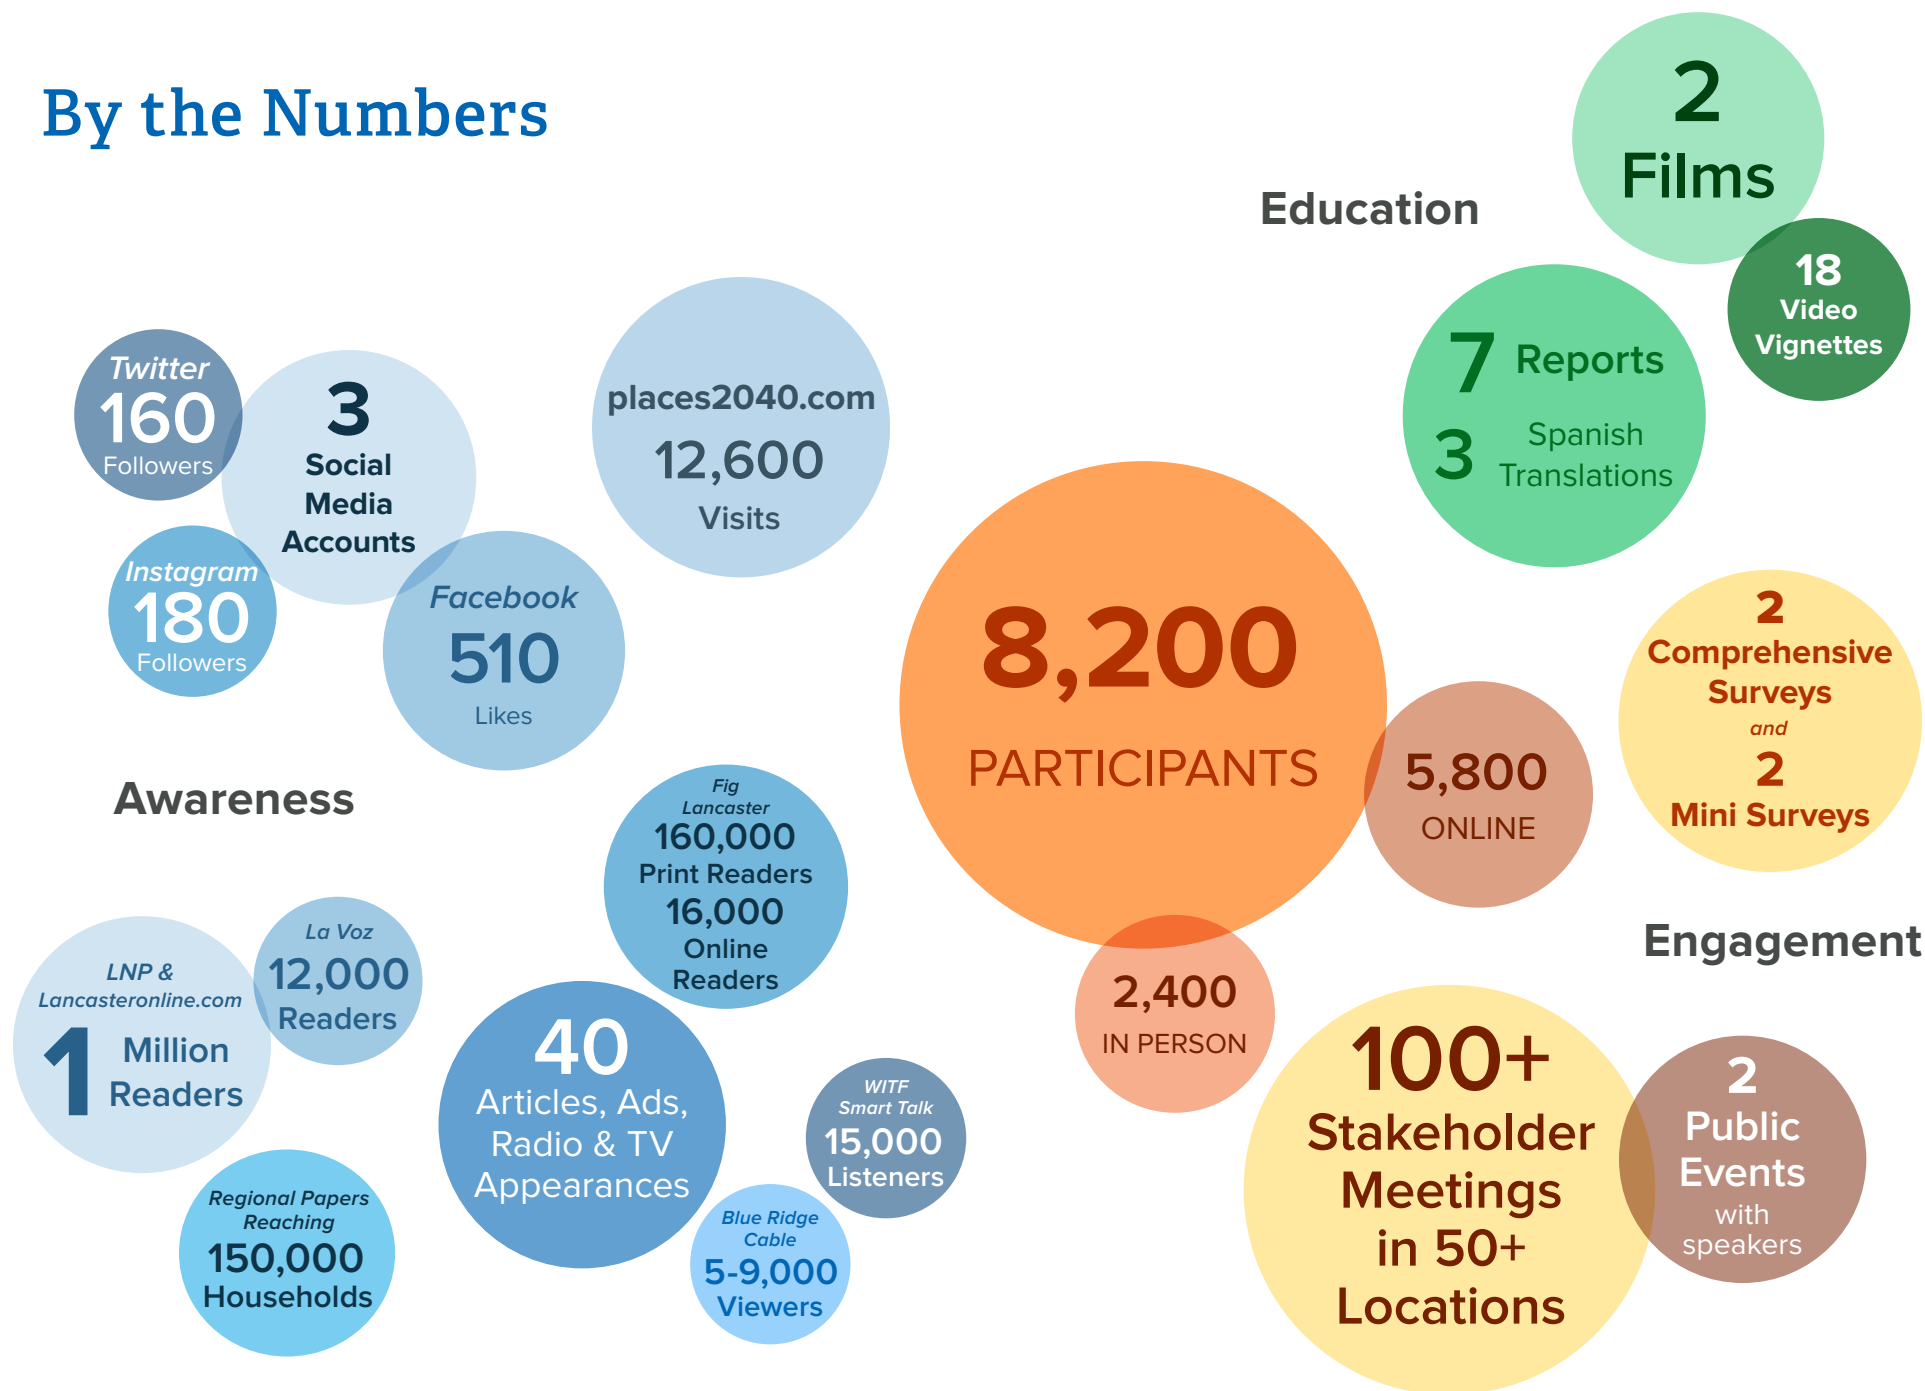 By the Numbers
Education
2
Films
18
Video
Vignettes
7 Reports
3 Spanish
Translations
Twitter
160
Followers
3
Social
Media
Accounts
Instagram
180
Followers
Facebook
510
Likes
places2040.com
12,600
Visits
Awareness
Fig
Lancaster
160,000
Print Readers
16,000
Online
Readers
LNP &
Lancasteronline.com
1 Million
Readers
La Voz
12,000
Readers
40
Articles, Ads,
Radio & TV
Appearances
WITF
Smart Talk
15,000
Listeners
Regional Papers
Reaching
150,000
Households
Blue Ridge
Cable
5-9,000
Viewers
8,200
PARTICIPANTS
5,800
ONLINE
2,400
IN PERSON
2
Comprehensive
Surveys
and
2
Mini Surveys
Engagement
100+
Stakeholder
Meetings
in 50+
Locations
2
Public
Events
with
speakers